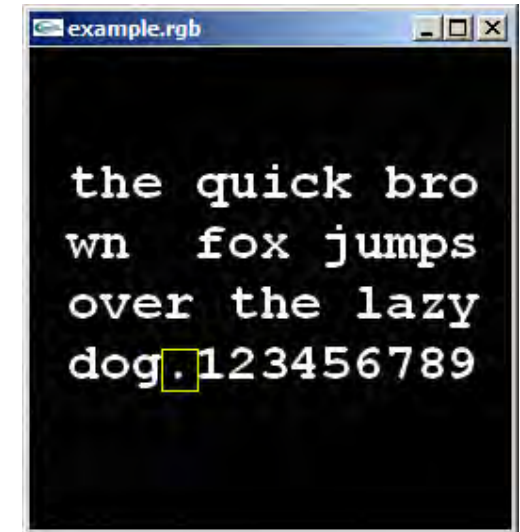 example.rgb
the quick bro
wn  fox jumps
over the lazy
dog.123456789